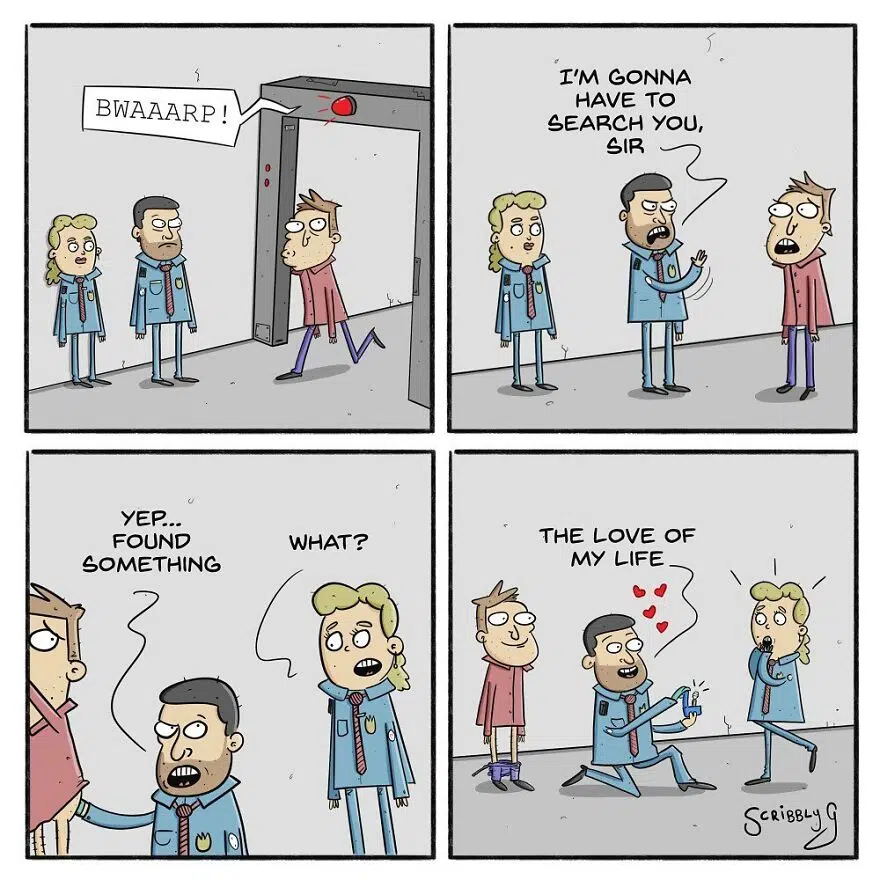 BWAAARP!
I'M GONNA
HAVE TO
SEARCH YOU,
SIR
YEP...
FOUND
SOMETHING
WHAT?
THE LOVE OF
MY LIFE
SCRIBBLY G